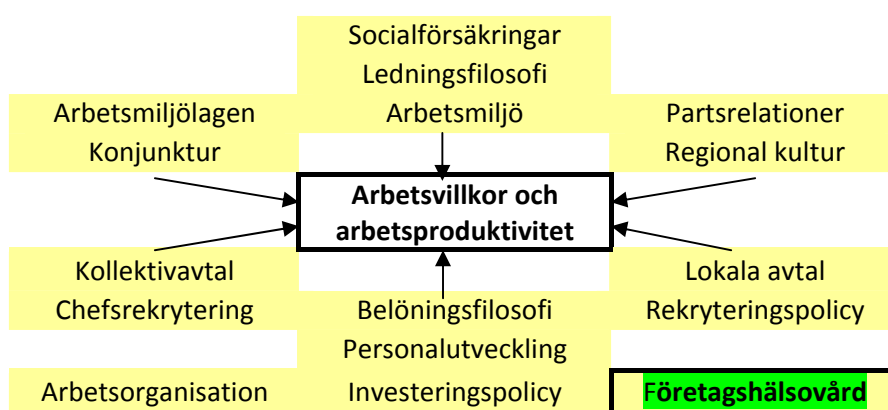 Socialförsäkringar
Ledningsfilosofi
Arbetsmiljölagen Arbetsmiljö Partsrelationer
Konjunktur Regional kultur
Arbetsvillkor och
arbetsproduktivitet
Kollektivavtal Lokala avtal
Chefsrekrytering Belöningsfilosofi Rekryteringspolicy
Personalutveckling
Arbetsorganisation Investeringspolicy Företagshälsovård